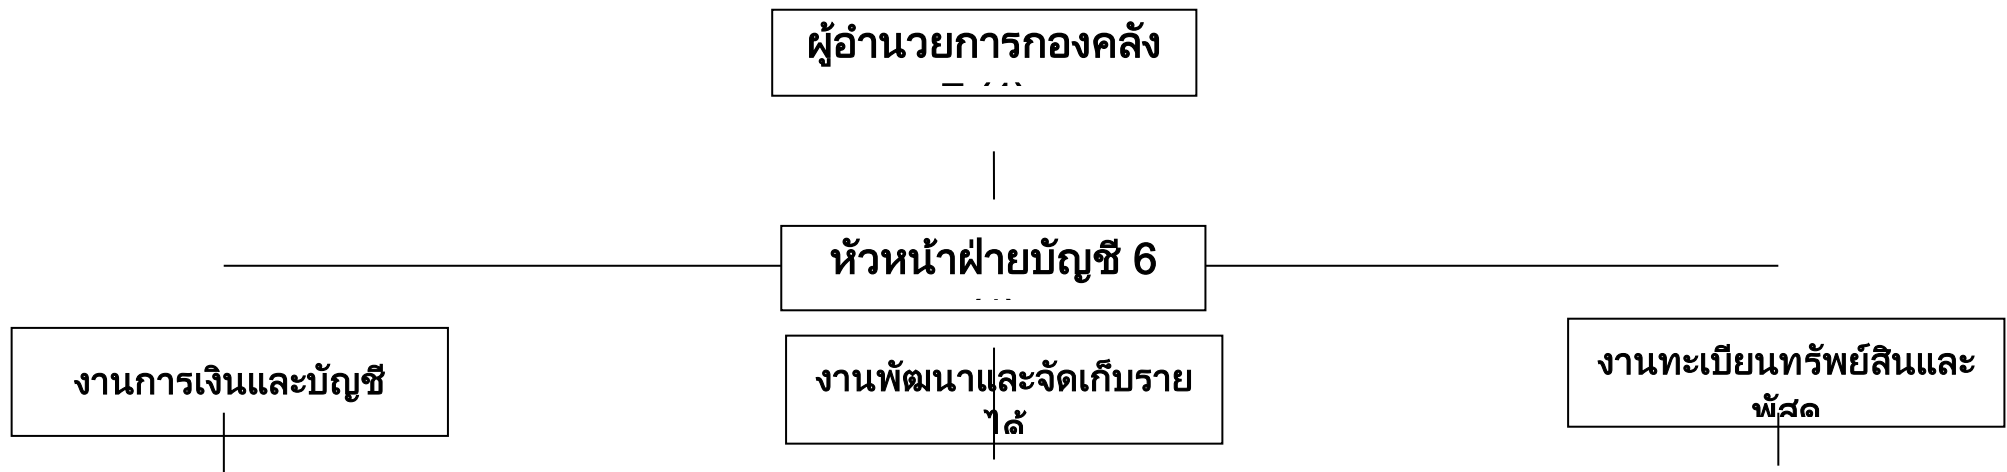 ผู้อำนวยการกองคลัง
หัวหน้าฝ่ายบัญชี 6
งานการเงินและบัญชี
งานพัฒนาและจัดเก็บราย
ได้
งานทะเบียนทรัพย์สินและ
พัสดุ